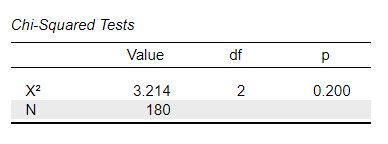 Chi-Squared Tests
Value df p
X² 3.214 2 0.200
N 180